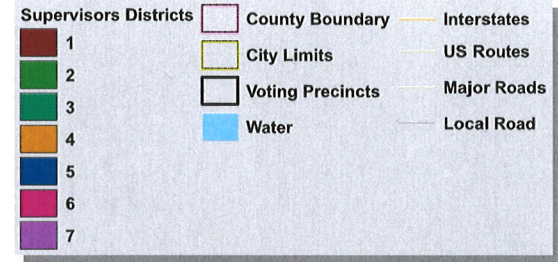 Supervisors Districts
1
2
3
4
5
6
7
County Boundary
City Limits
Voting Precincts
Water
Interstates
US Routes
Major Roads
Local Road